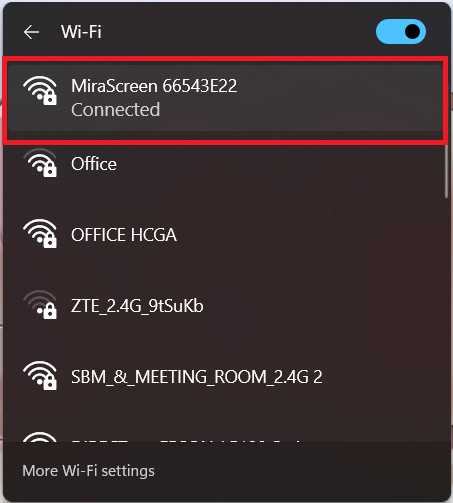 Wi-Fi
MiraScreen 66543E22
Connected
Office
OFFICE HCGA
ZTE_2.4G_9tSuKb
SBM_&_MEETING_ROOM_2.4G 2
More Wi-Fi settings